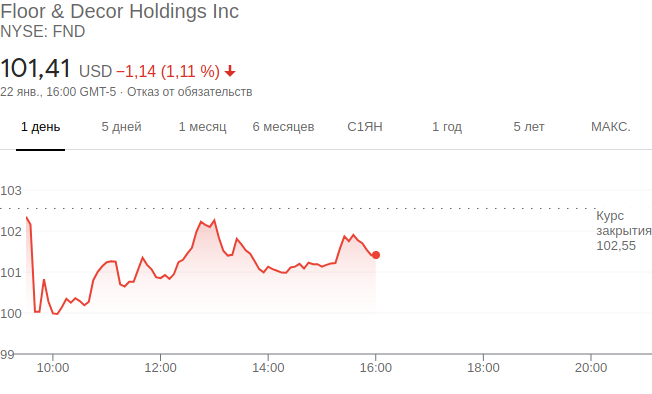 Floor & Decor Holdings Inc
NYSE: FND
101,41 USD −1,14 (1,11 %)
22 янв., 16:00 GMT-5 · Отказ от обязательств
1 день 5 дней 1 месяц 6 месяцев С1ЯН 1 год 5 лет МАКС.
103
Курс
закрытия
102,55
102
101
100
99
10:00 12:00 14:00 16:00 18:00 20:00